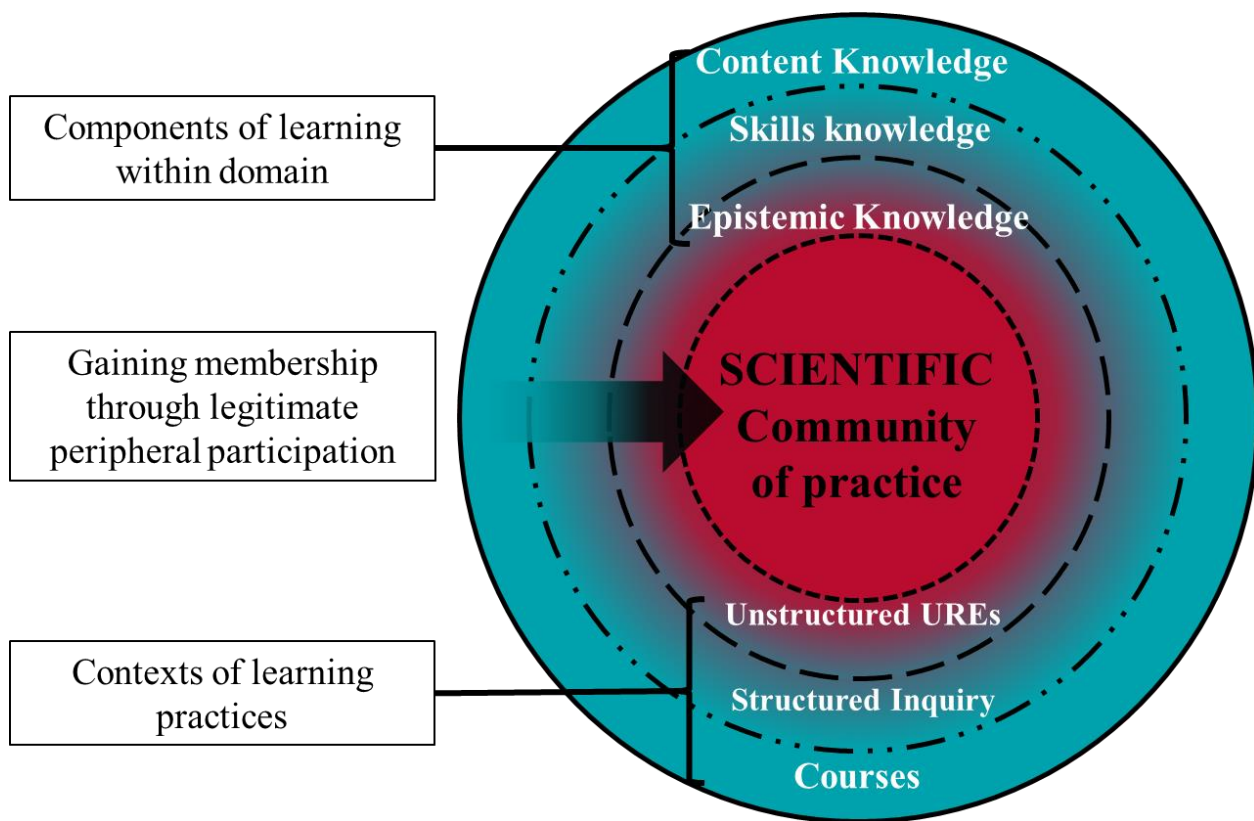 Content Knowledge
Skills knowledge
Epistemic Knowledge
Components of learning
within domain
Gaining membership
through legitimate
peripheral participation
SCIENTIFIC
Community
of practice
Contexts of learning
practices
Unstructured UREs
Structured Inquiry
Courses